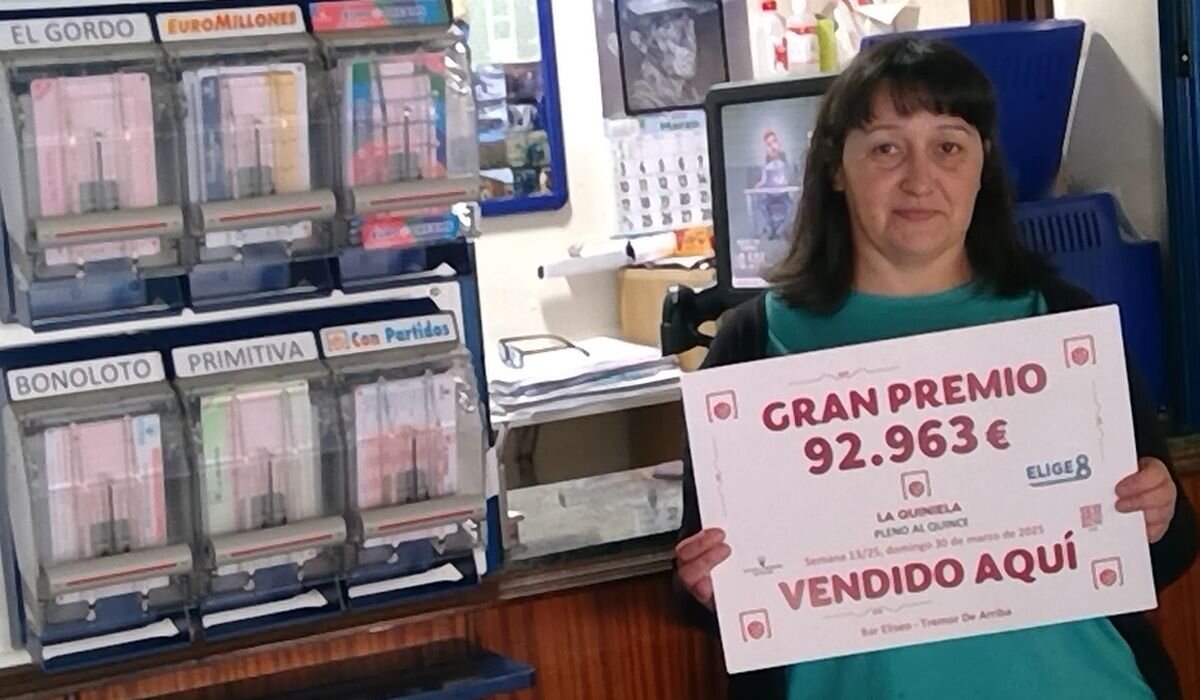 EL GORDO
EUROMILLONES
BONOLOTO
PRIMITIVA
Con Partidos
GRAN PREMIO
92.963 €
ELIGE8
LA QUINIELA
PLENO AL QUINCE
Semana 13/25, domingo 30 de marzo de 2025
VENDIDO AQUÍ
Bar Eliseo - Tremor De Arriba